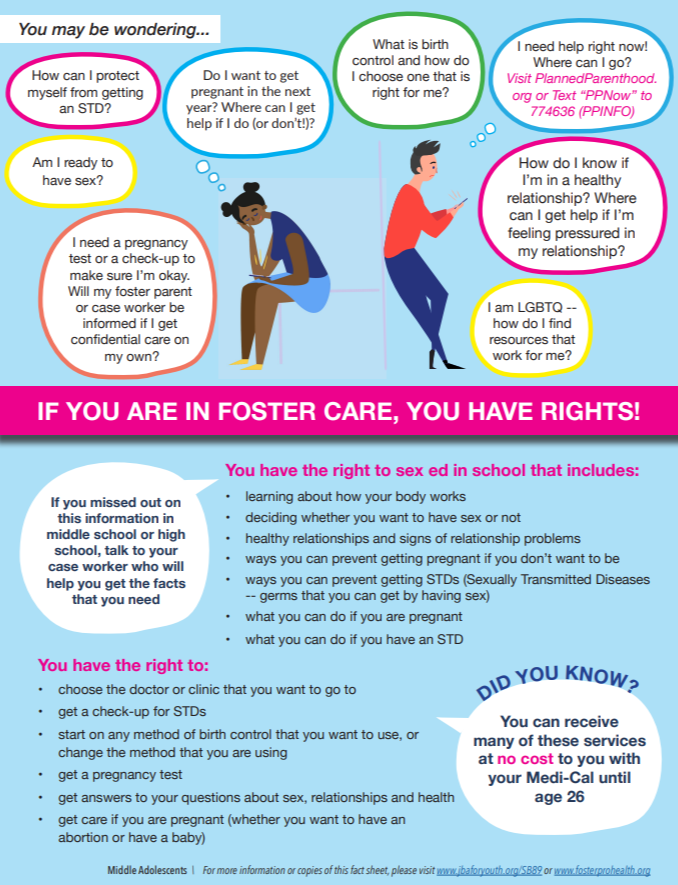 You may be wondering...
How can I protect
myself from getting
an STD?
Do I want to get
pregnant in the next
year? Where can I get
help if I do (or don't!)?
What is birth
control and how do
I choose one that is
right for me?
I need help right now!
Where can I go?
Visit PlannedParenthood.
org or Text “PPNow” to
774636 (PPINFO)
Am I ready to
have sex?
How do I know if
I'm in a healthy
relationship? Where
can I get help if I'm
feeling pressured in
my relationship?
I need a pregnancy
test or a check-up to
make sure I'm okay.
Will my foster parent
or case worker be
informed if I get
confidential care on
my own?
I am LGBTQ --
how do I find
resources that
work for me?
IF YOU ARE IN FOSTER CARE, YOU HAVE RIGHTS!
If you missed out on
this information in
middle school or high
school, talk to your
case worker who will
help you get the facts
that you need
You have the right to sex ed in school that includes:
• learning about how your body works
• deciding whether you want to have sex or not
• healthy relationships and signs of relationship problems
• ways you can prevent getting pregnant if you don't want to be
• ways you can prevent getting STDs (Sexually Transmitted Diseases
-- germs that you can get by having sex)
• what you can do if you are pregnant
• what you can do if you have an STD
You have the right to:
• choose the doctor or clinic that you want to go to
• get a check-up for STDs
• start on any method of birth control that you want to use, or
change the method that you are using
• get a pregnancy test
• get answers to your questions about sex, relationships and health
• get care if you are pregnant (whether you want to have an
abortion or have a baby)
DID YOU KNOW?
You can receive
many of these services
at no cost to you with
your Medi-Cal until
age 26
Middle Adolescents | For more information or copies of this fact sheet, please visit www.jbaforyouth.org/SB89 or www.fosterprohealth.org